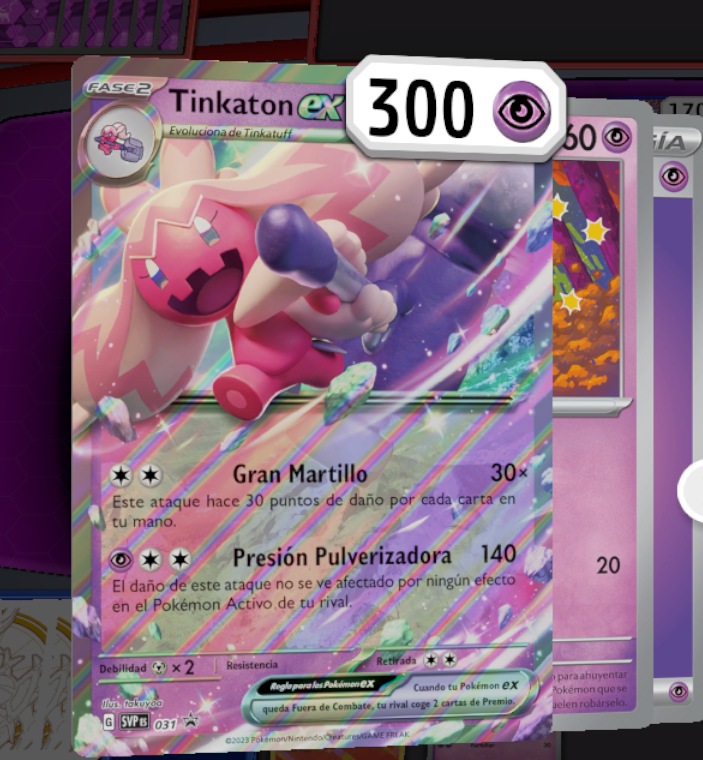 FASE 2
Tinkaton ex
300
Evoluciona de Tinkatuff
60
170
ÍA
Gran Martillo 30×
Este ataque hace 30 puntos de daño por cada carta en
tu mano.
Presión Pulverizadora 140
El daño de este ataque no se ve afectado por ningún efecto
en el Pokémon Activo de tu rival.
20
Debilidad ×2 Resistencia Retirada
Regla para los Pokémon ex Cuando tu Pokémon ex
queda Fuera de Combate, tu rival coge 2 cartas de Premio.
para ahuyentar
Pokémon que se
uelen robárselo.
Ilus. takuyoa
G SVP ES 031
©2023 Pokémon/Nintendo/Creatures/GAME FREAK